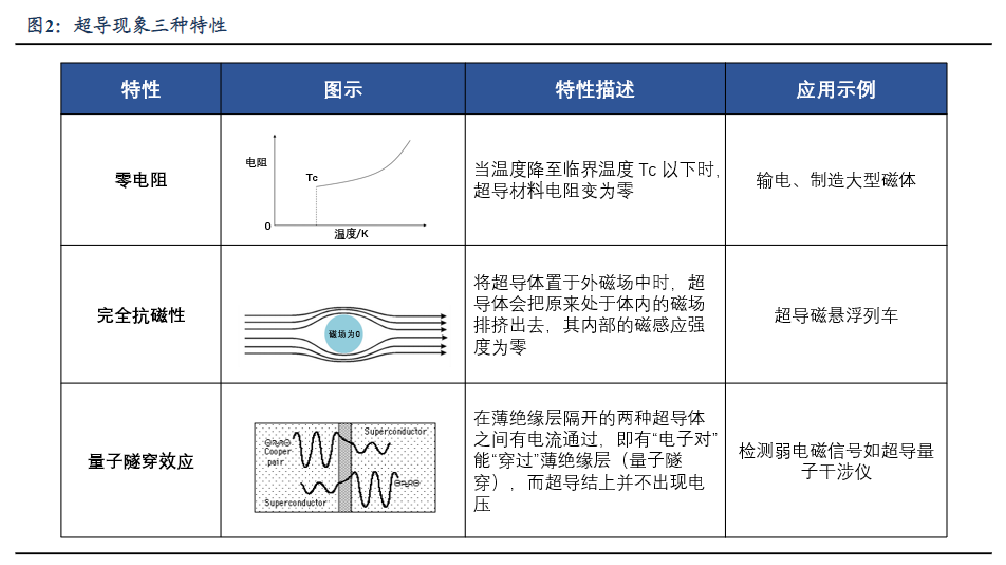 图2：超导现象三种特性
特性
图示
特性描述
应用示例
零电阻
电阻
Tc
0
温度/K
当温度降至临界温度 Tc 以下时，
超导材料电阻变为零
输电、制造大型磁体
完全抗磁性
磁场为0
将超导体置于外磁场中时，超
导体会把原来处于体内的磁场
排挤出去，其内部的磁感应强
度为零
超导磁悬浮列车
量子隧穿效应
Superconductor
Cooper
pair
Superconductor
在薄绝缘层隔开的两种超导体
之间有电流通过，即有“电子对”
能“穿过”薄绝缘层（量子隧
穿），而超导结上并不出现电
压
检测弱电磁信号如超导量
子干涉仪